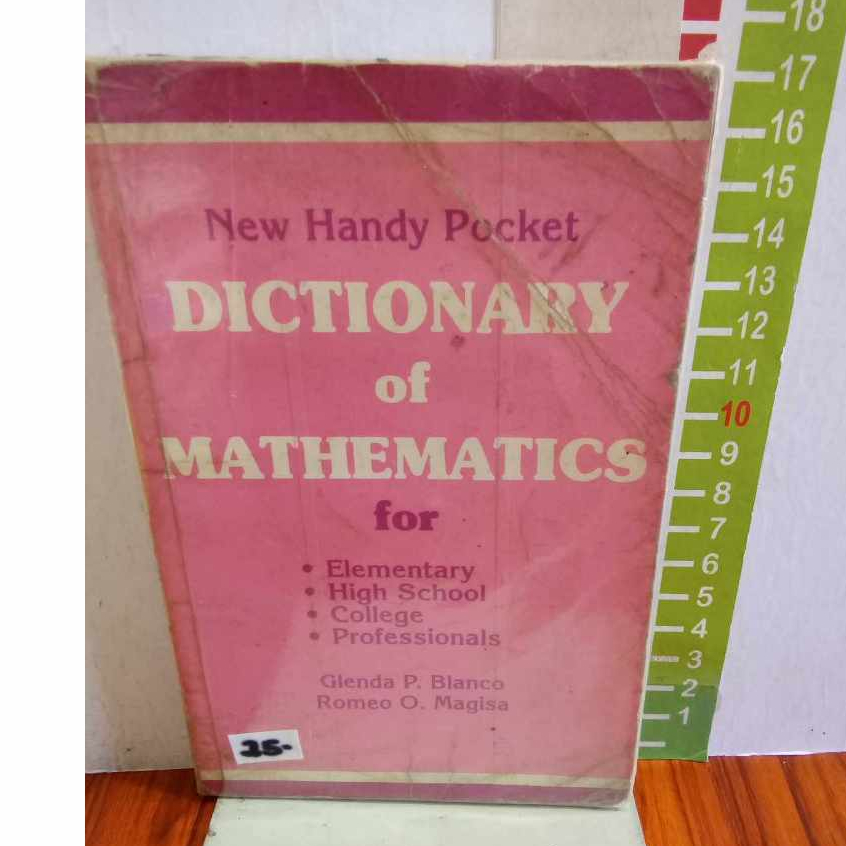 New Handy Pocket
DICTIONARY
of
MATHEMATICS
for
• Elementary
• High School
• College
• Professionals
Glenda P. Blanco
Romeo O. Magisa
25-
18
17
16
15
14
13
12
11
10
9
8
7
6
5
4
3
2
1